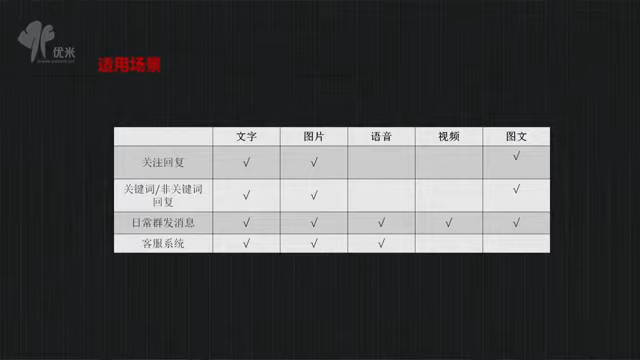 优米
适用场景
文字 图片 语音 视频 图文
关注回复 √ √ √
关键词/非关键词
回复 √ √ √
日常群发消息 √ √ √ √ √
客服系统 √ √ √